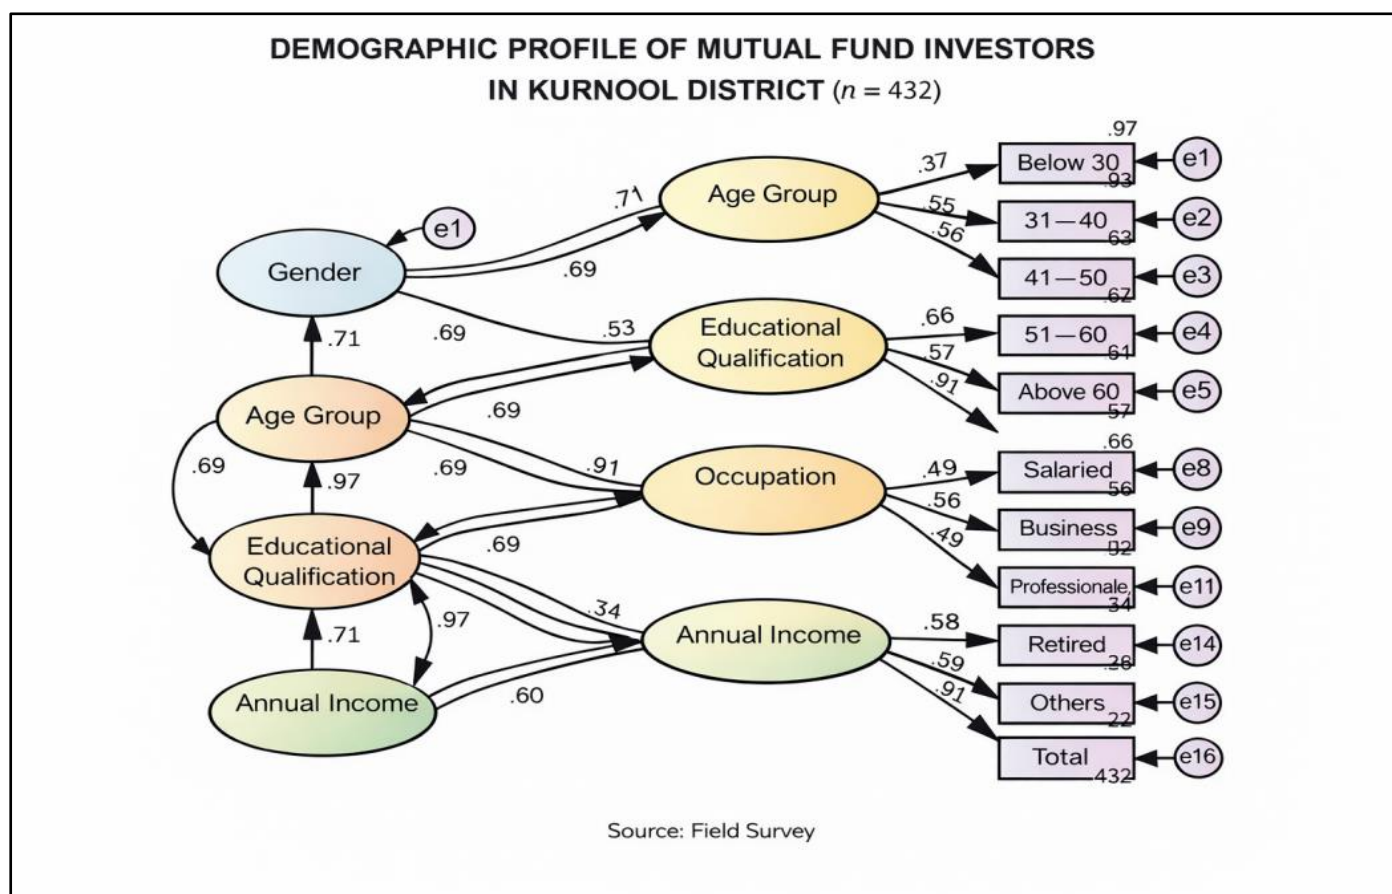 DEMOGRAPHIC PROFILE OF MUTUAL FUND INVESTORS
IN KURNOOL DISTRICT (n = 432)
Gender
e1
.71
.69
.69
.53
.71
Age Group
.69
.69
.69
.91
.97
Educational
Qualification
.69
.34
.97
.71
Annual Income
.60
Age Group
.37
.55
.56
Educational
Qualification
.66
.57
.91
Occupation
.49
.56
.49
Annual Income
.58
.59
.91
.97
Below 30
e1
.93
31—40
e2
63
41—50
e3
.67
51—60
e4
61
Above 60
e5
57
.66
Salaried
e8
56
Business
e9
Professionale,
e11
34
Retired
e14
.28
Others
e15
22
Total
e16
432
Source: Field Survey